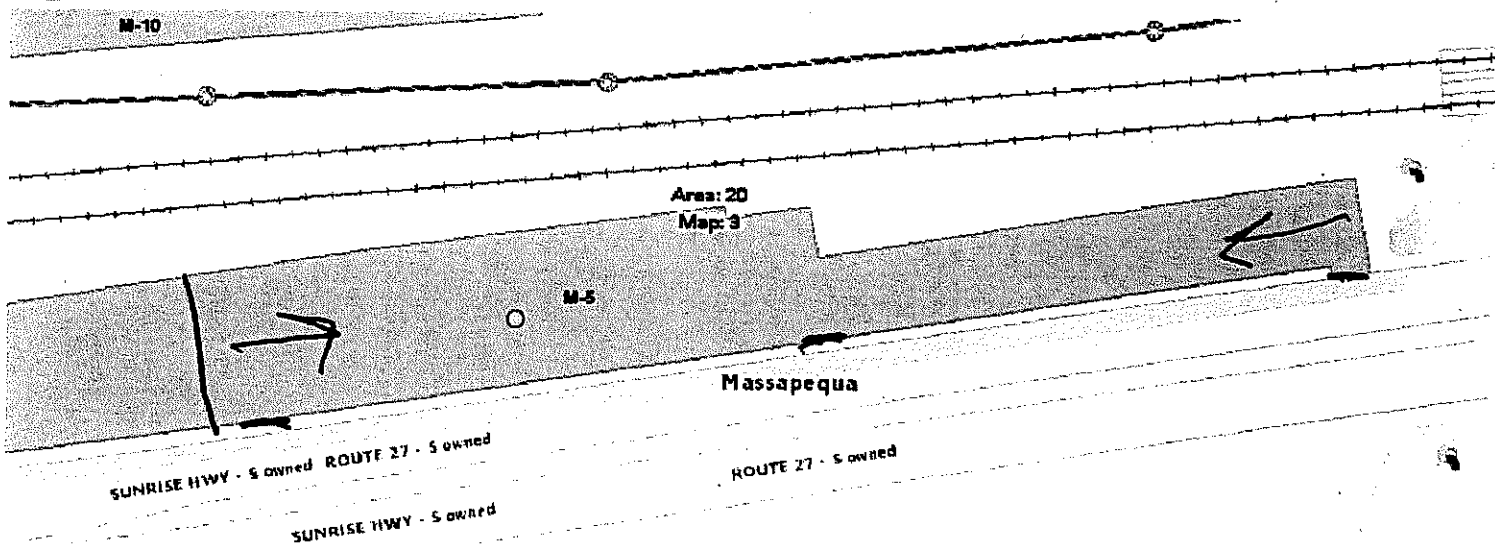 M-10
Area: 20
Map: 3
M-5
Massapequa
SUNRISE HWY - S owned ROUTE 27 - S owned
ROUTE 27 - S owned
SUNRISE HWY - S owned